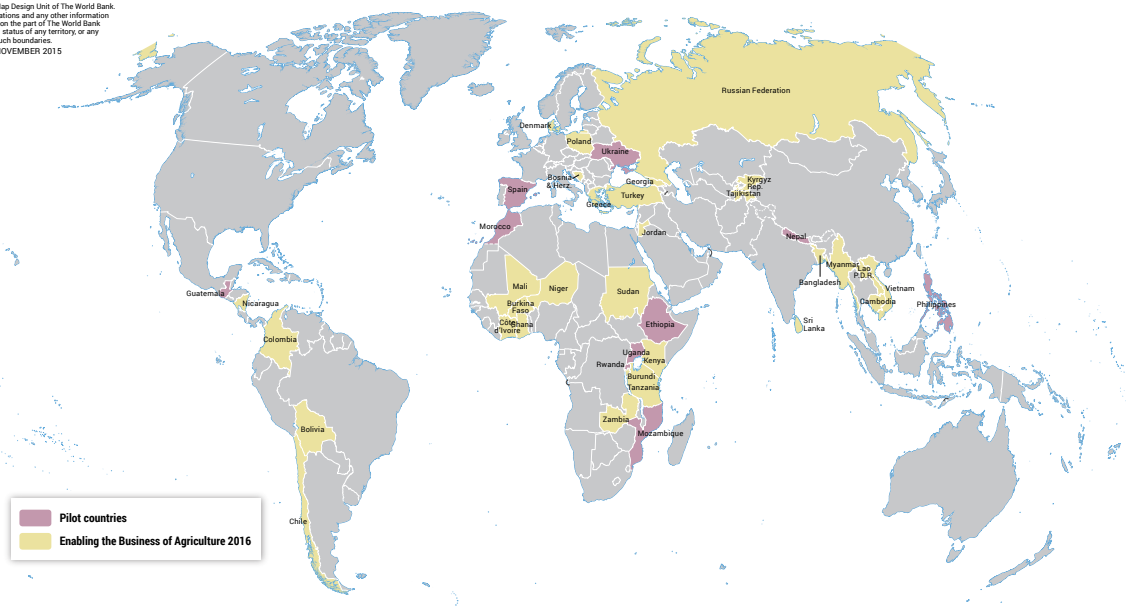 Map Design Unit of The World Bank.
ations and any other information
on the part of The World Bank
status of any territory, or any
such boundaries.
NOVEMBER 2015
Russian Federation
Denmark
Poland
Ukraine
Bosnia
& Herz.
Georgia
Kyrgyz
Rep.
Spain
Turkey
Tajikistan
Greece
Morocco
Jordan
Nepal
Myanmar
Lao
P.D.R.
Bangladesh
Vietnam
Guatemala
Nicaragua
Mali
Niger
Sudan
Burkina
Faso
Cambodia
Philippines
Côte
d'Ivoire
Ghana
Ethiopia
Sri
Lanka
Colombia
Uganda
Kenya
Rwanda
Burundi
Tanzania
Bolivia
Zambia
Mozambique
Chile
Pilot countries
Enabling the Business of Agriculture 2016